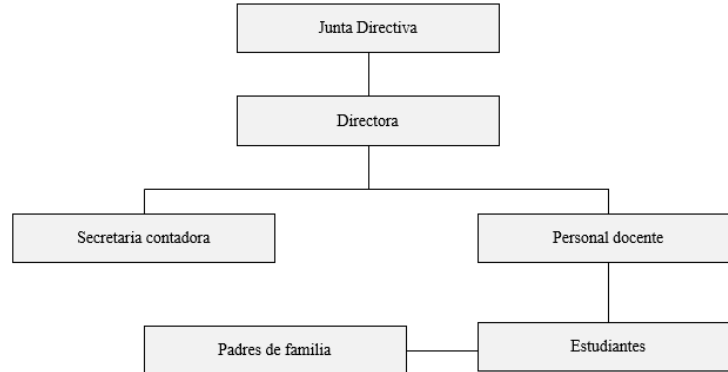 Junta Directiva
Directora
Secretaria contadora
Personal docente
Padres de familia
Estudiantes